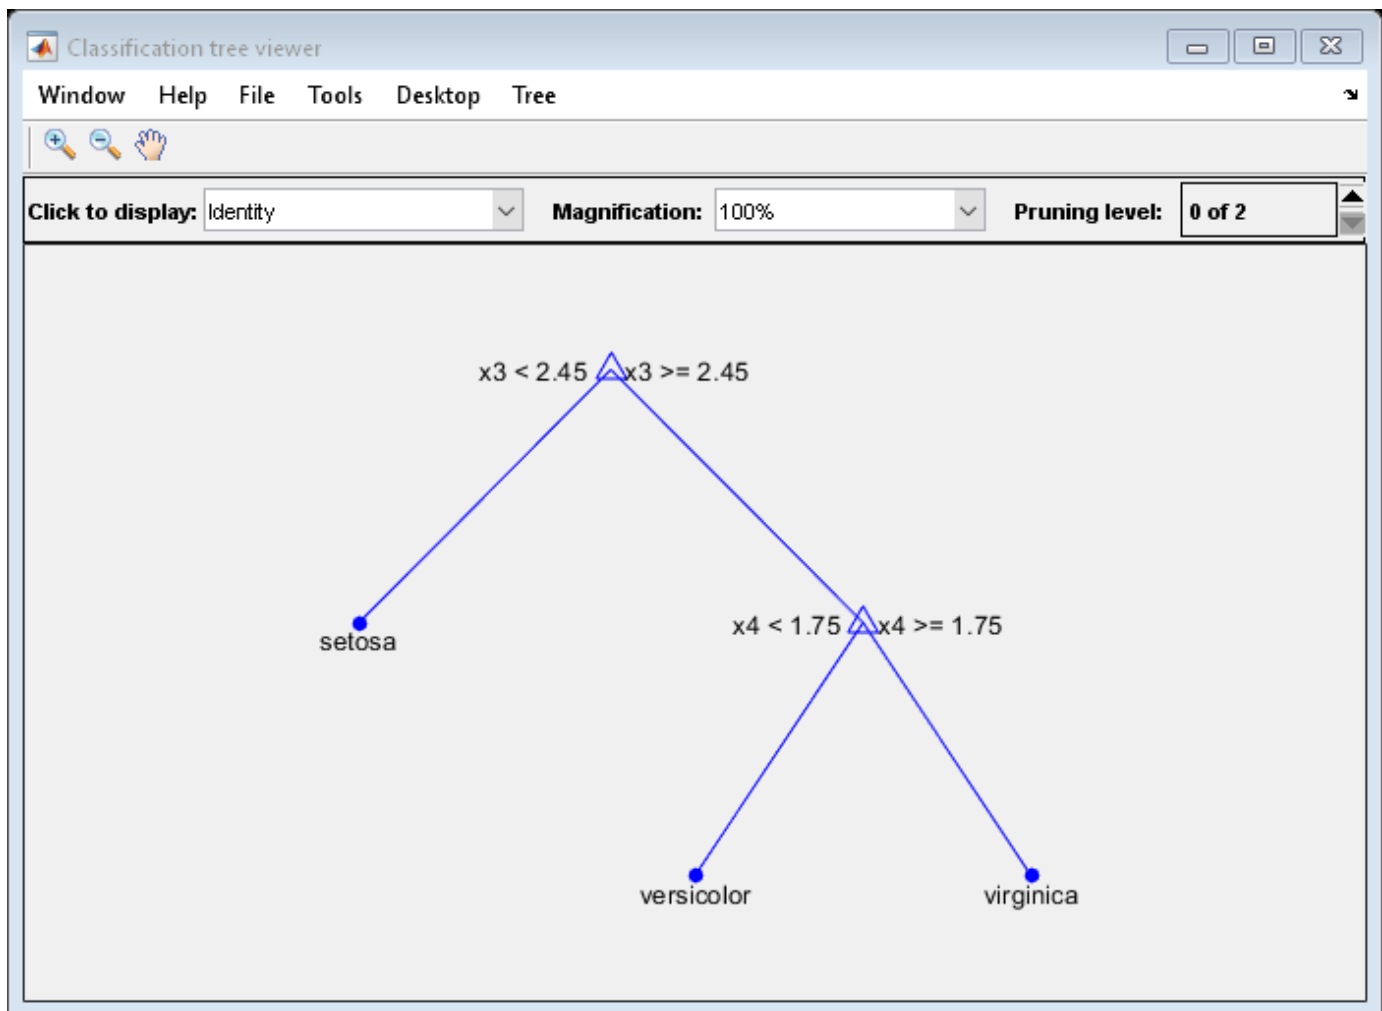 Classification tree viewer
Window Help File Tools Desktop Tree
Click to display: Identity Magnification: 100% Pruning level: 0 of 2
x3 < 2.45 x3 >= 2.45
setosa
x4 < 1.75 x4 >= 1.75
versicolor
virginica